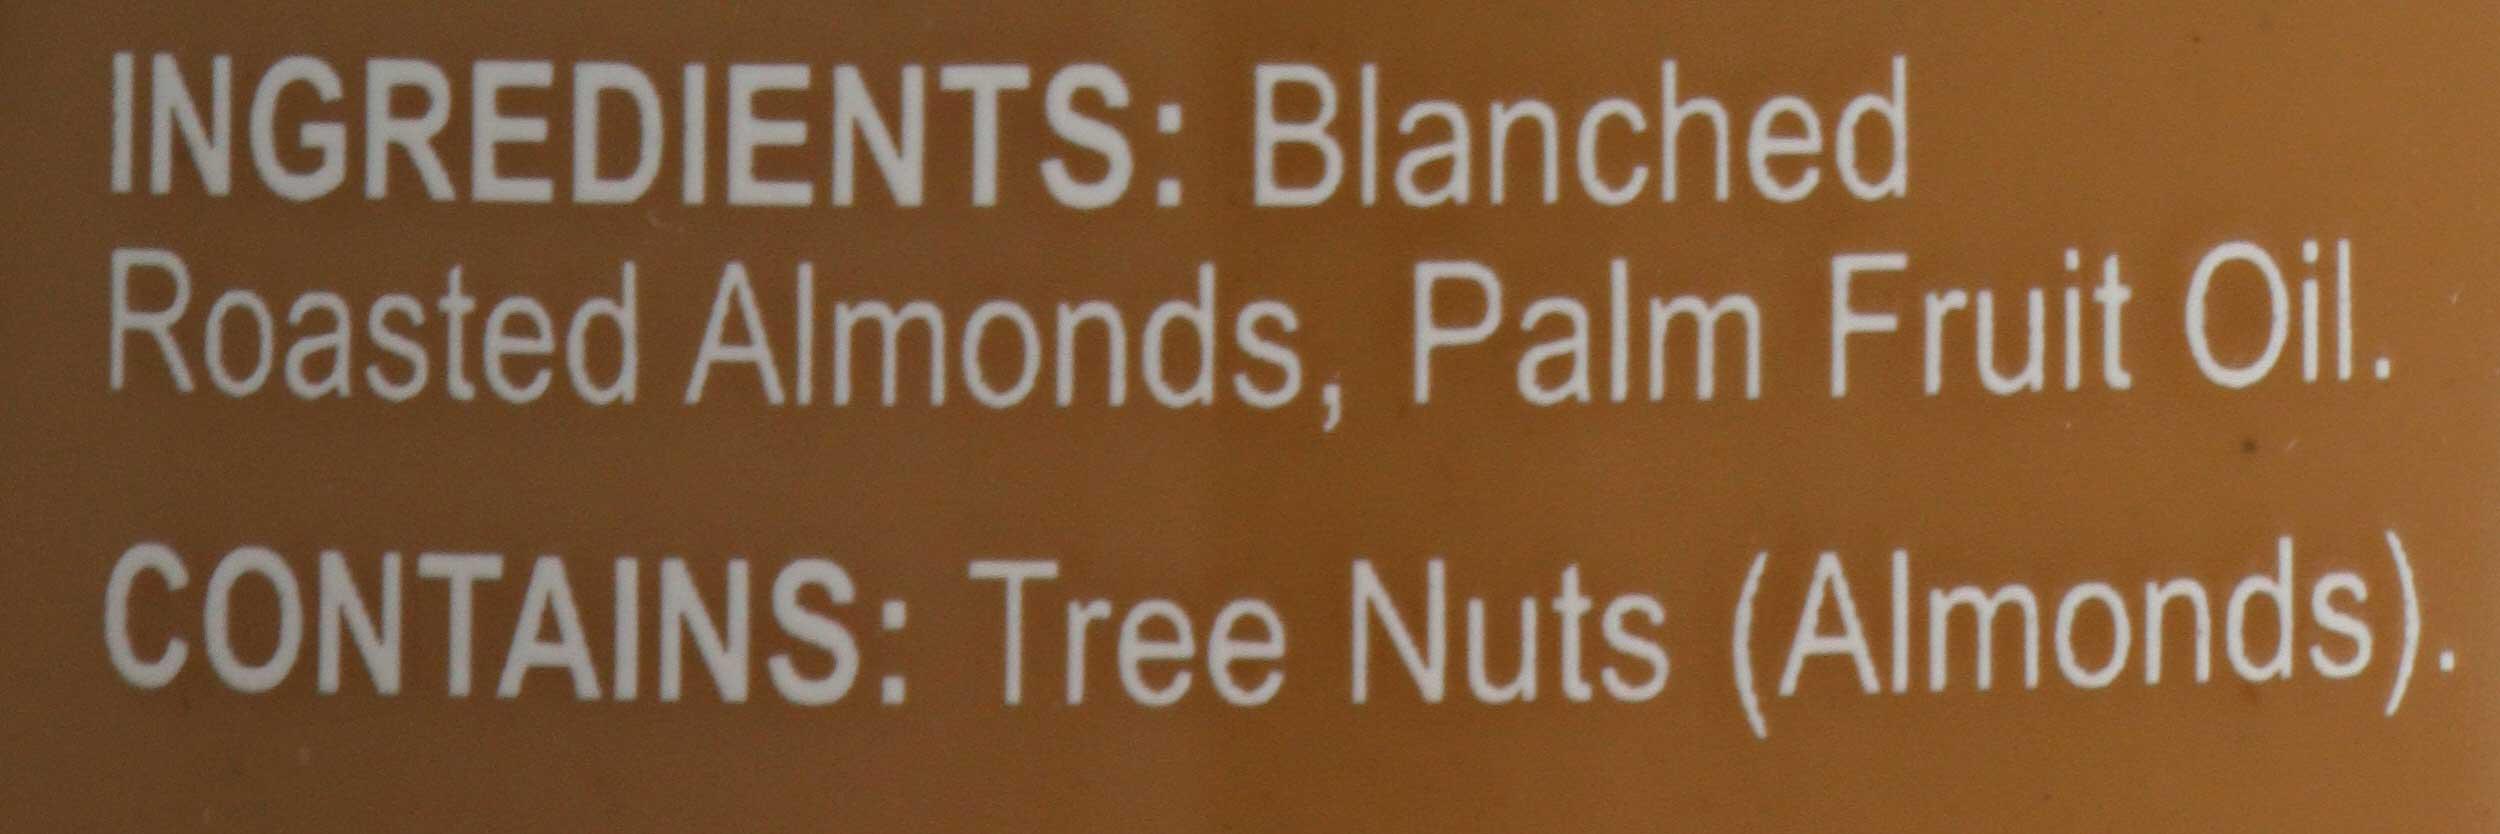 INGREDIENTS: Blanched
Roasted Almonds, Palm Fruit Oil.
CONTAINS: Tree Nuts (Almonds).